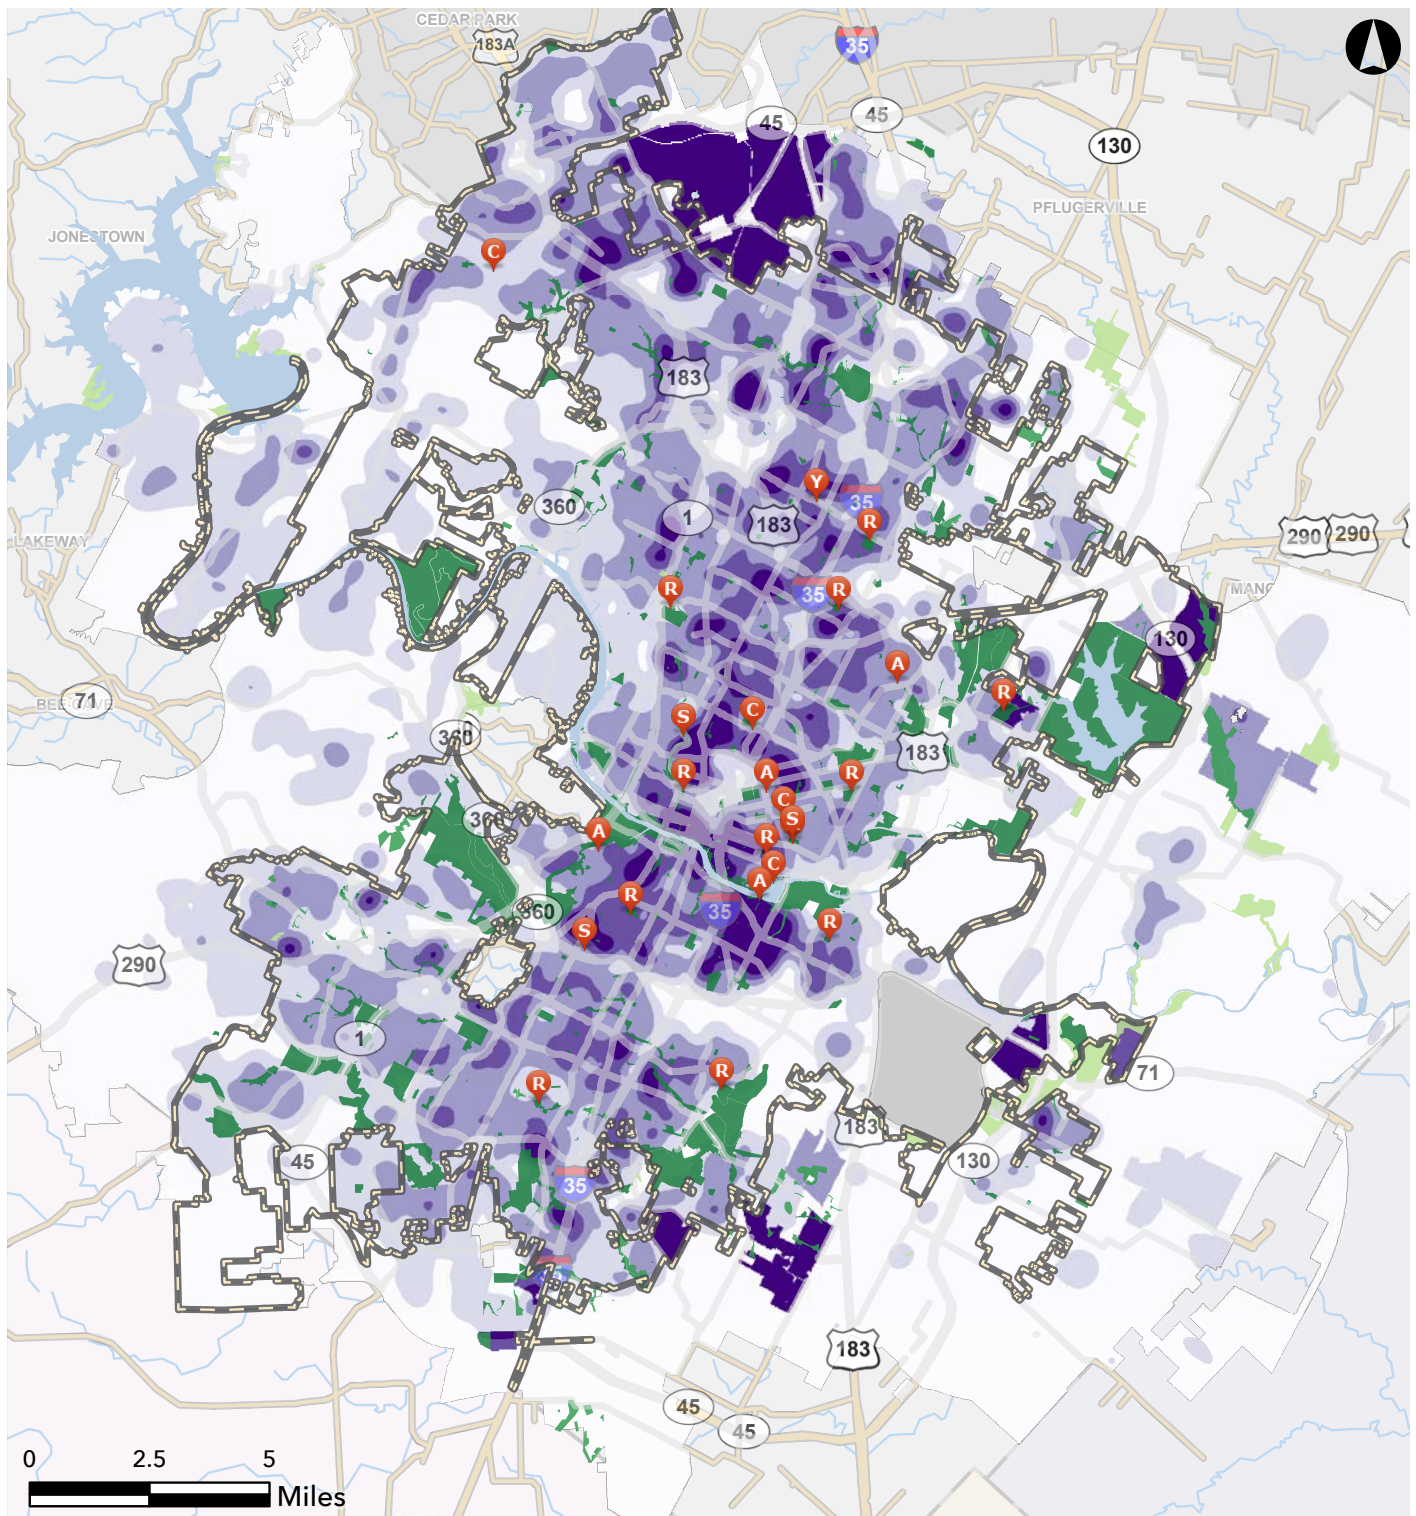 CEDAR PARK
183A
35
45
45
130
PFLUGERVILLE
JONESTOWN
C
183
Y
35
R
360
1
183
290
290
LAKEWAY
R
35
R
130
A
R
71
S
C
360
183
R
A
R
C
360
S
A
R
C
A
R
35
360
R
S
290
1
R
R
71
183
45
130
35
183
45
45
0
2.5
5
Miles